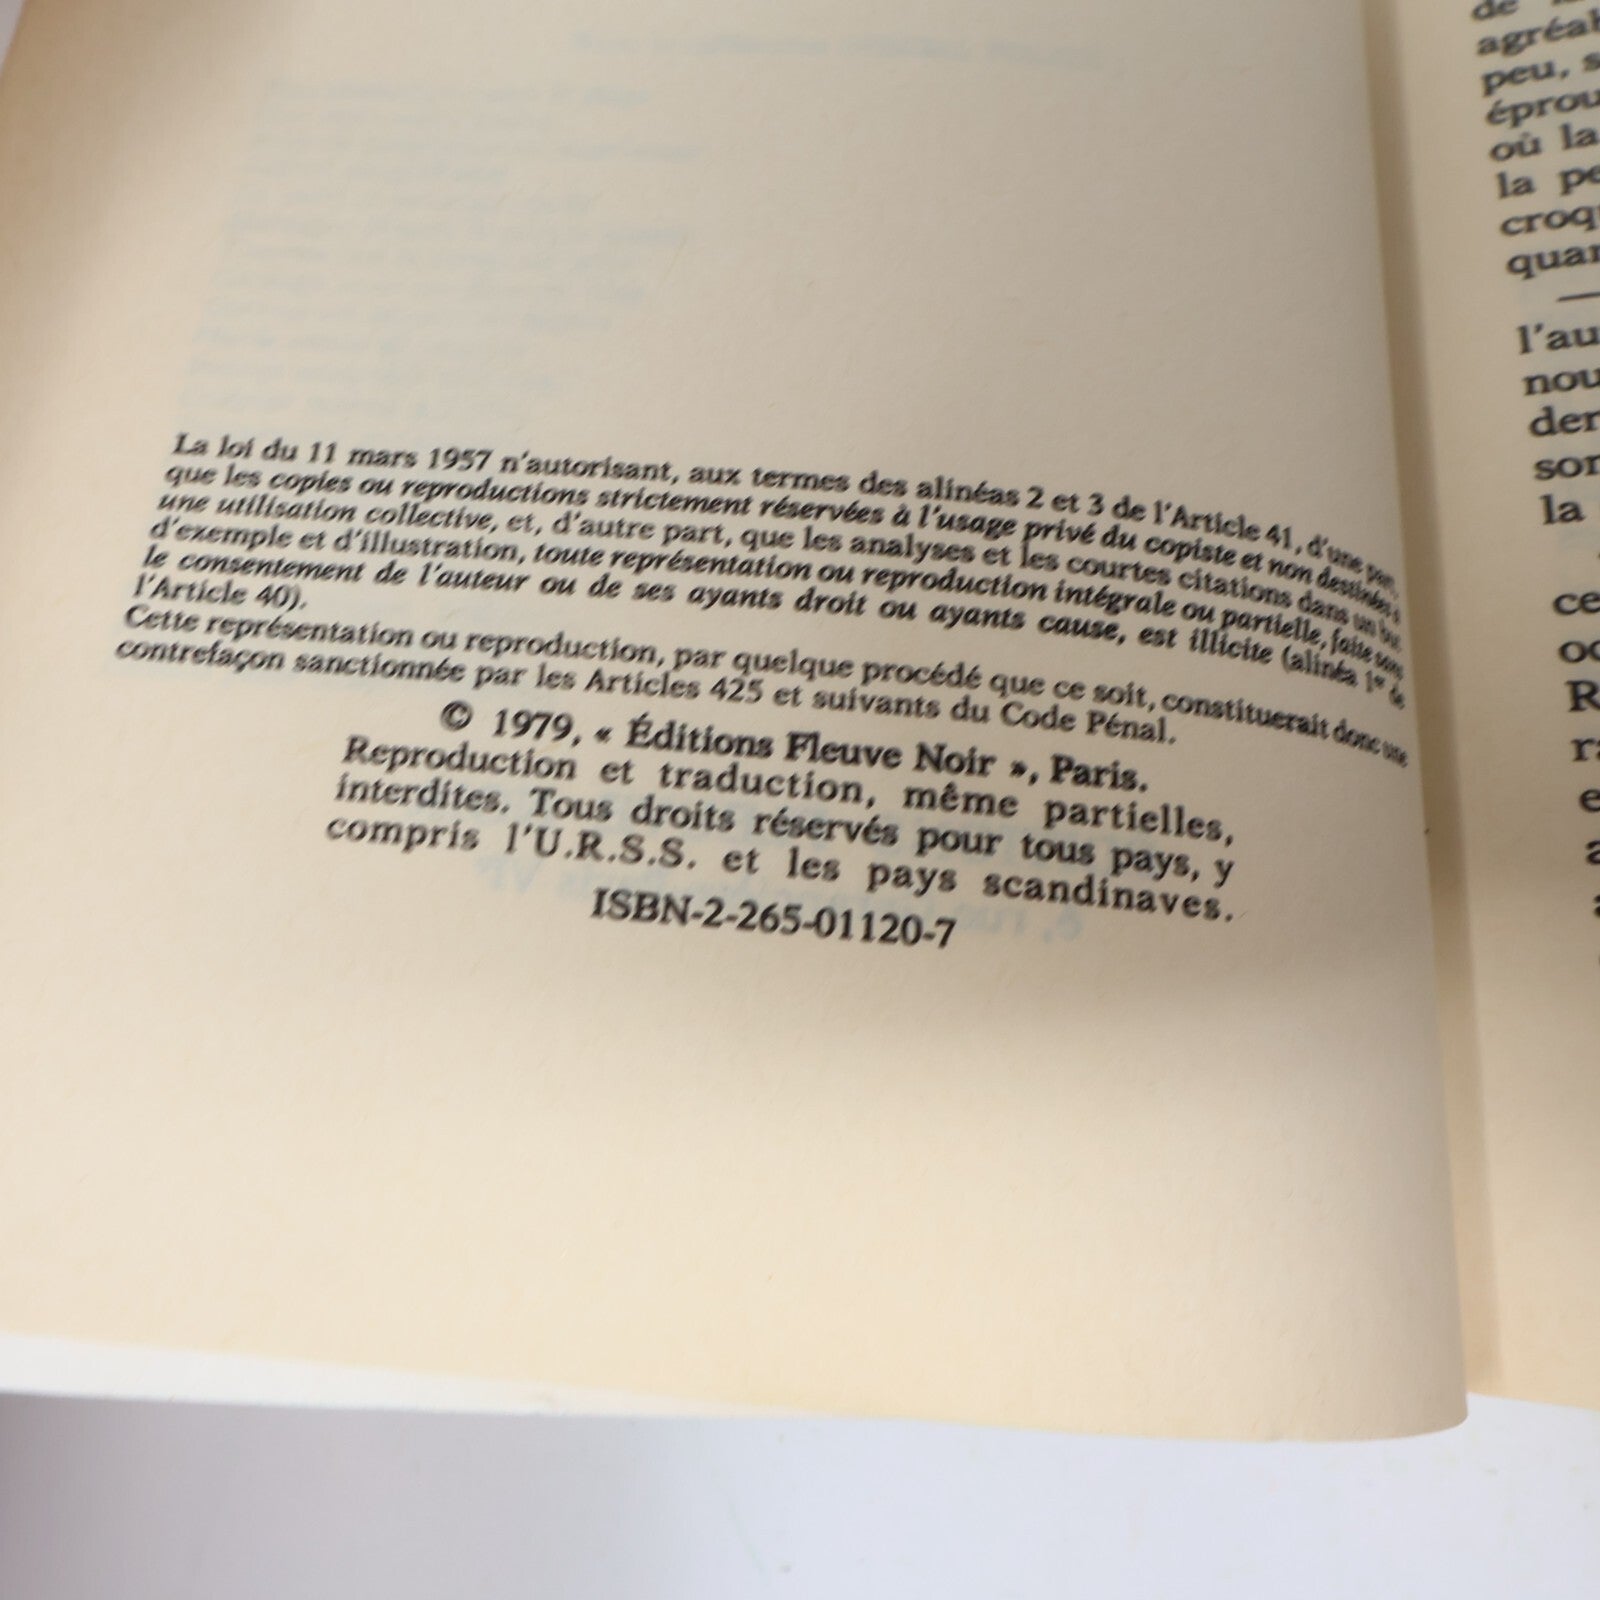 La loi du 11 mars 1957 n'autorisant, aux termes des alinéas 2 et 3 de l'Article 41, d'une part,
que les copies ou reproductions strictement réservées à l'usage privé du copiste et non destinées à
une utilisation collective, et, d'autre part, que les analyses et les courtes citations dans un but
d'exemple et d'illustration, toute représentation ou reproduction intégrale ou partielle, faite sans
le consentement de l'auteur ou de ses ayants droit ou ayants cause, est illicite (alinéa 1er de
l'Article 40).
Cette représentation ou reproduction, par quelque procédé que ce soit, constituerait donc une
contrefaçon sanctionnée par les Articles 425 et suivants du Code Pénal.
© 1979, « Éditions Fleuve Noir », Paris.
Reproduction et traduction, même partielles,
interdites. Tous droits réservés pour tous pays, y
compris l'U.R.S.S. et les pays scandinaves.
ISBN-2-265-01120-7
de
agréab
peu, s
éprou
où la
la pe
croqu
quan
—
l'au
nou
der
son
la
ce
oc
R
ra
e
a
a